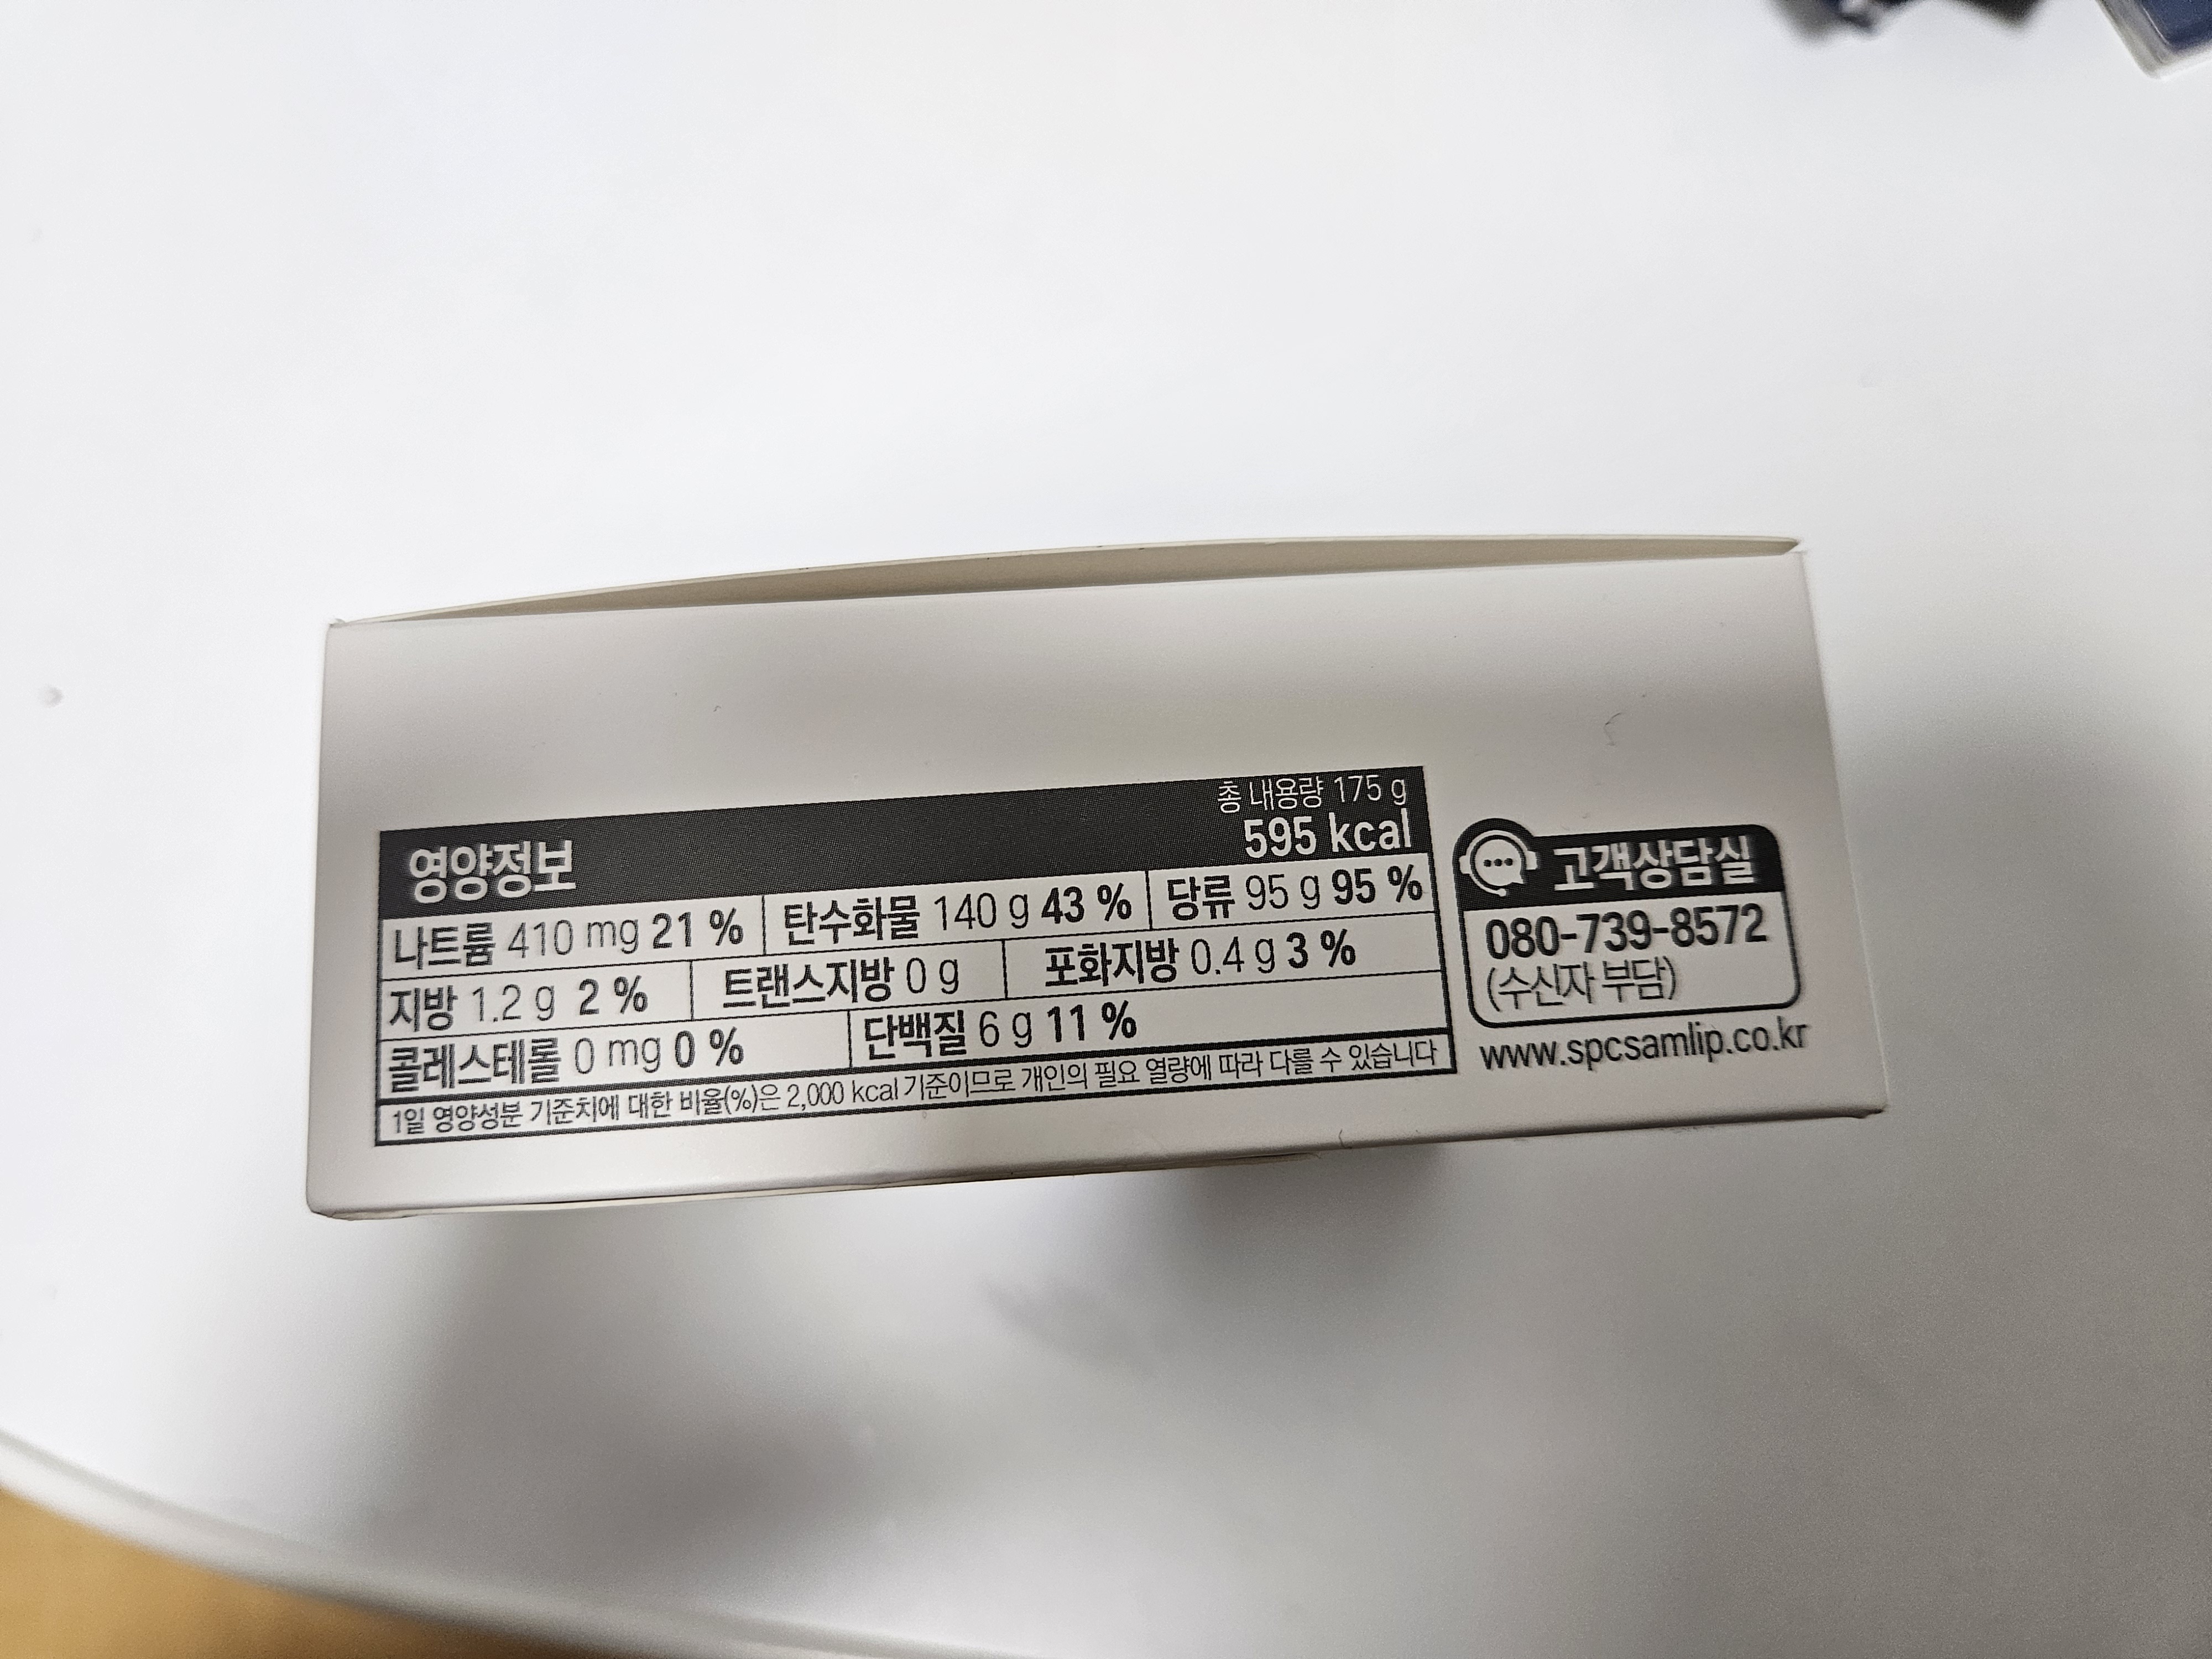 영양정보
총 내용량 175 g
595 kcal
나트륨 410 mg 21 % 탄수화물 140 g 43 % 당류 95 g 95 %
지방 1.2 g 2 % 트랜스지방 0 g 포화지방 0.4 g 3 %
콜레스테롤 0 mg 0 % 단백질 6 g 11 %
1일 영양성분 기준치에 대한 비율(%)은 2,000 kcal 기준이므로 개인의 필요 열량에 따라 다를 수 있습니다
고객상담실
080-739-8572
(수신자 부담)
www.spcsamlip.co.kr